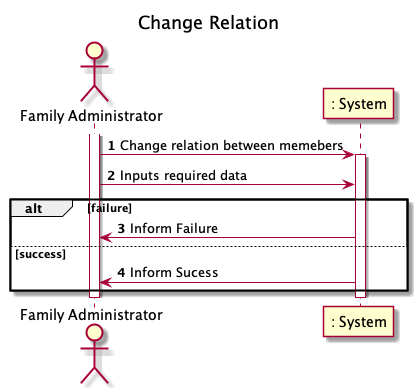 Change Relation
Family Administrator
: System
1 Change relation between memebers
2 Inputs required data
alt [failure]
3 Inform Failure
[success]
4 Inform Sucess
Family Administrator
: System